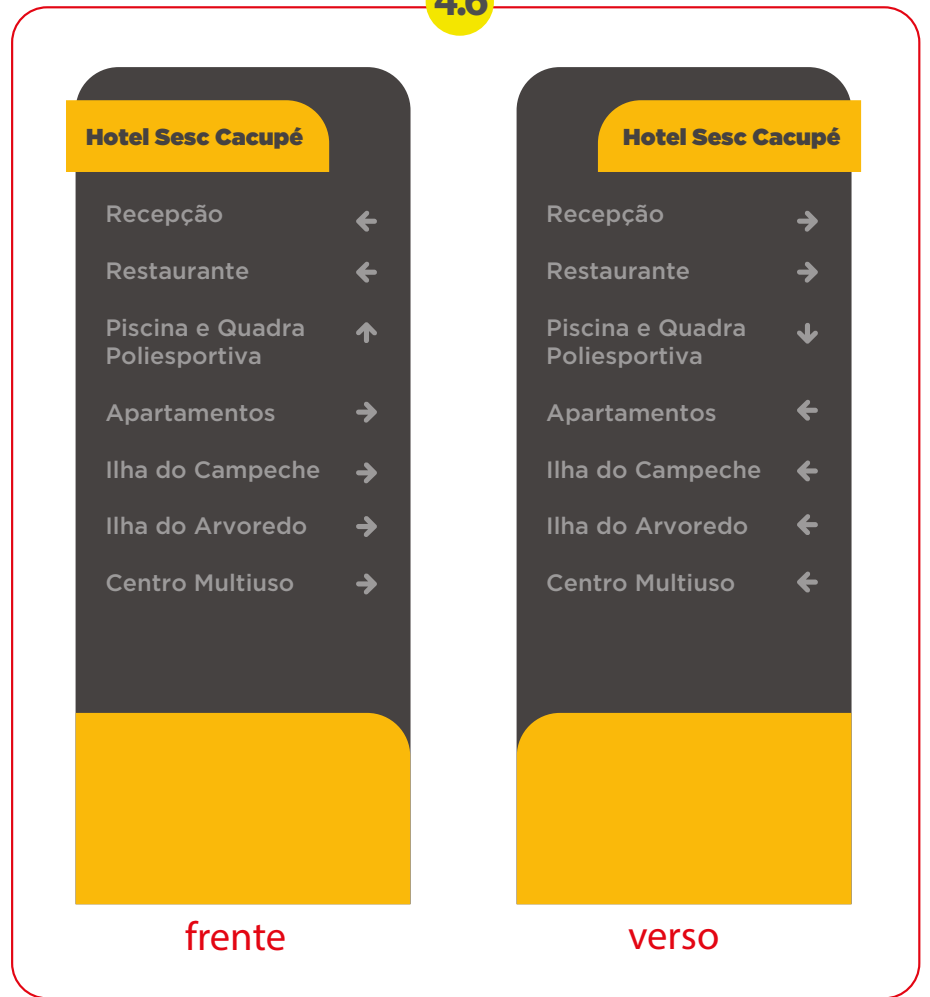 4.6
Hotel Sesc Cacupé
Recepção
Restaurante
Piscina e Quadra
Poliesportiva
Apartamentos
Ilha do Campeche
Ilha do Arvoredo
Centro Multiuso
frente
Hotel Sesc Cacupé
Recepção
Restaurante
Piscina e Quadra
Poliesportiva
Apartamentos
Ilha do Campeche
Ilha do Arvoredo
Centro Multiuso
verso